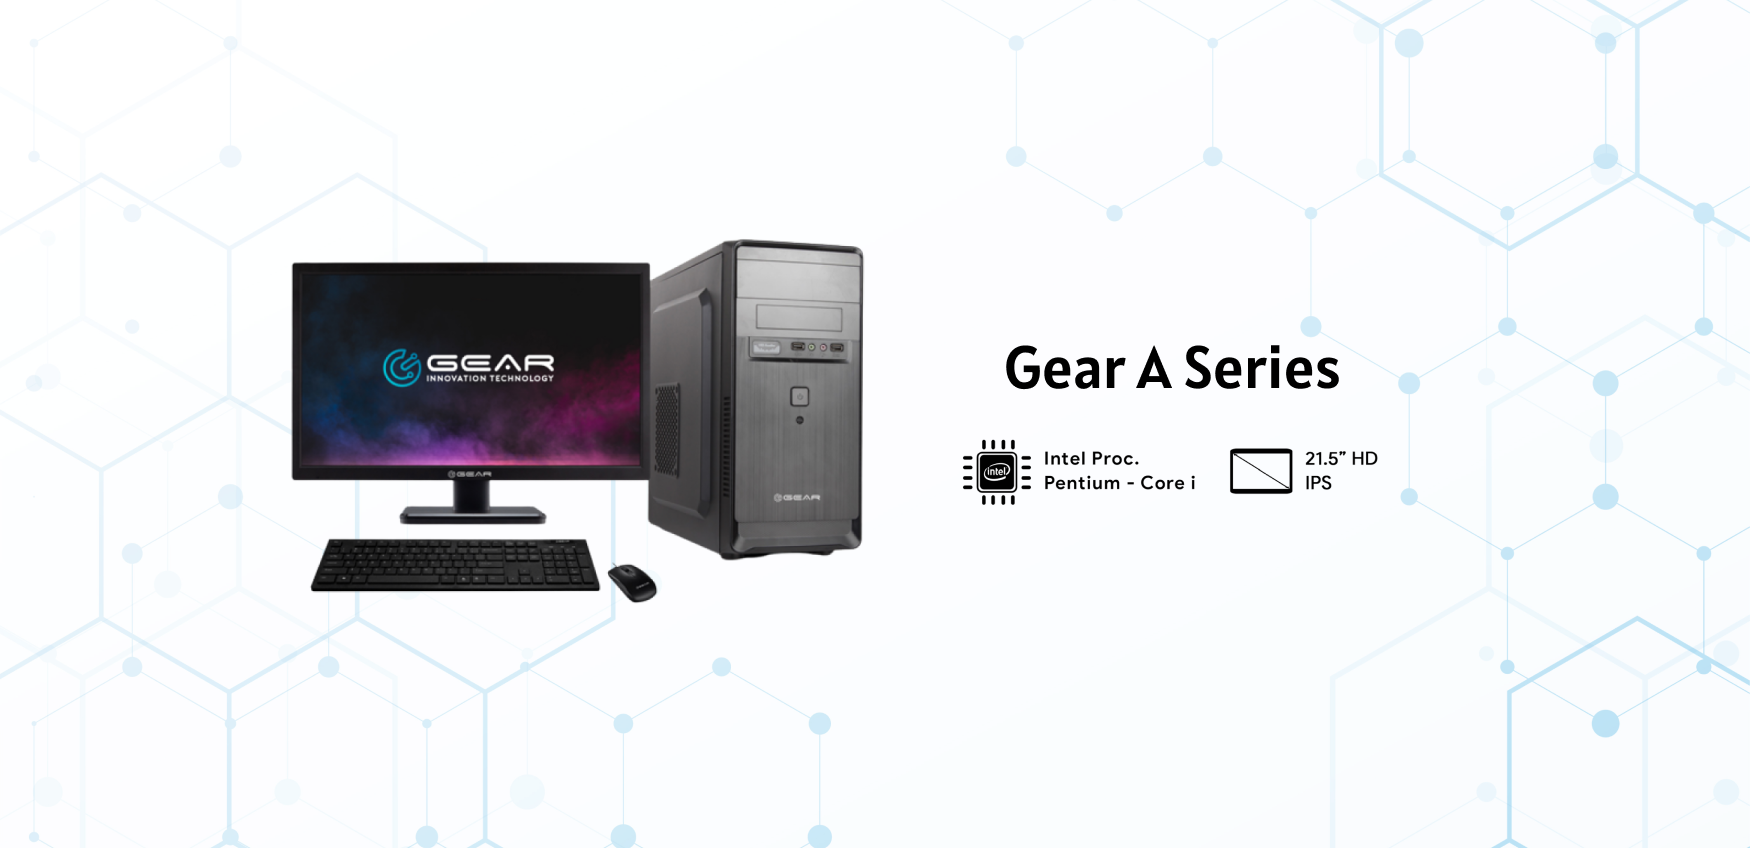 GEAR
INNOVATION TECHNOLOGY
GEAR
GEAR
Gear A Series
intel
Intel Proc.
Pentium - Core i
21.5” HD
IPS